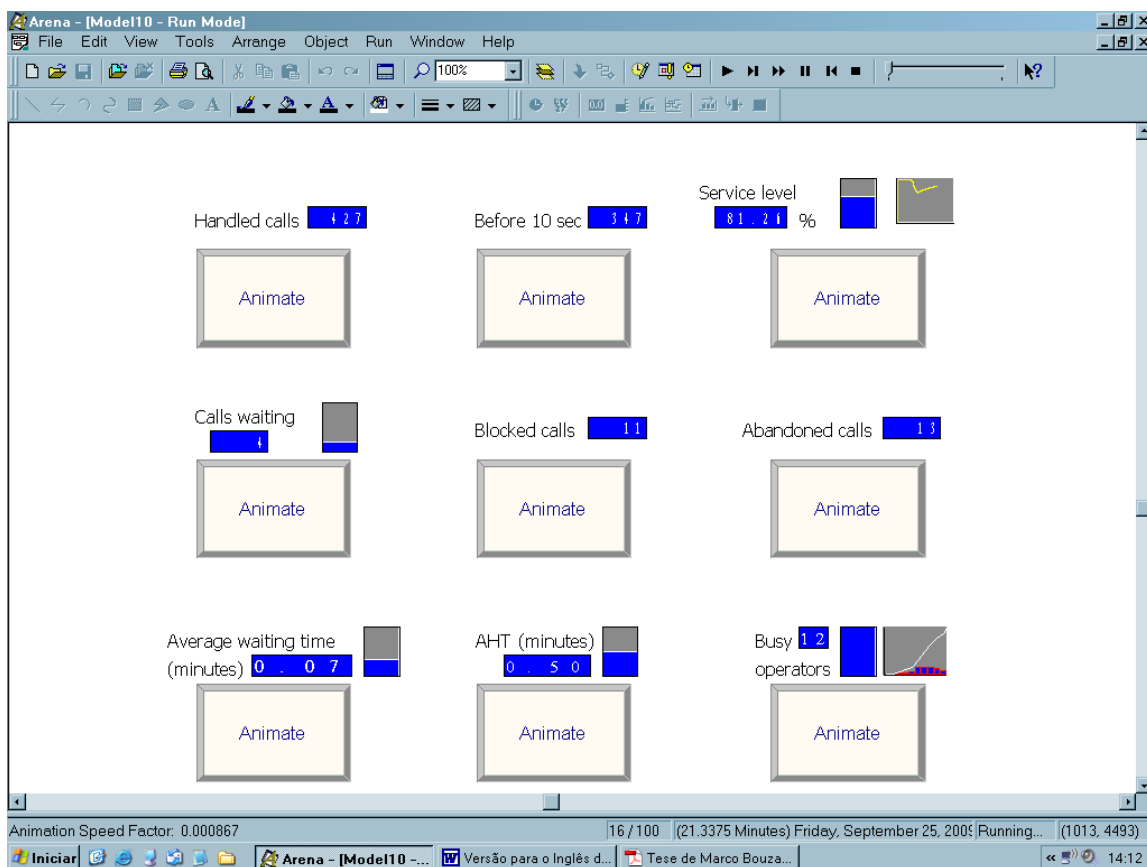 Arena - [Model10 - Run Mode]
File Edit View Tools Arrange Object Run Window Help
100%
A A
Handled calls 427
Before 10 sec 347
Service level
81.26 %
Animate Animate Animate
Calls waiting
4
Blocked calls 11
Abandoned calls 13
Animate Animate Animate
Average waiting time
(minutes) 0.07
AHT (minutes)
0.50
Busy 12
operators
Animate Animate Animate
Animation Speed Factor: 0.000867 16 / 100 (21.3375 Minutes) Friday, September 25, 2009 Running... (1013, 4493)
Iniciar Arena - [Model10 -... Versão para o Inglês d... Tese de Marco Bouza... « 14:12